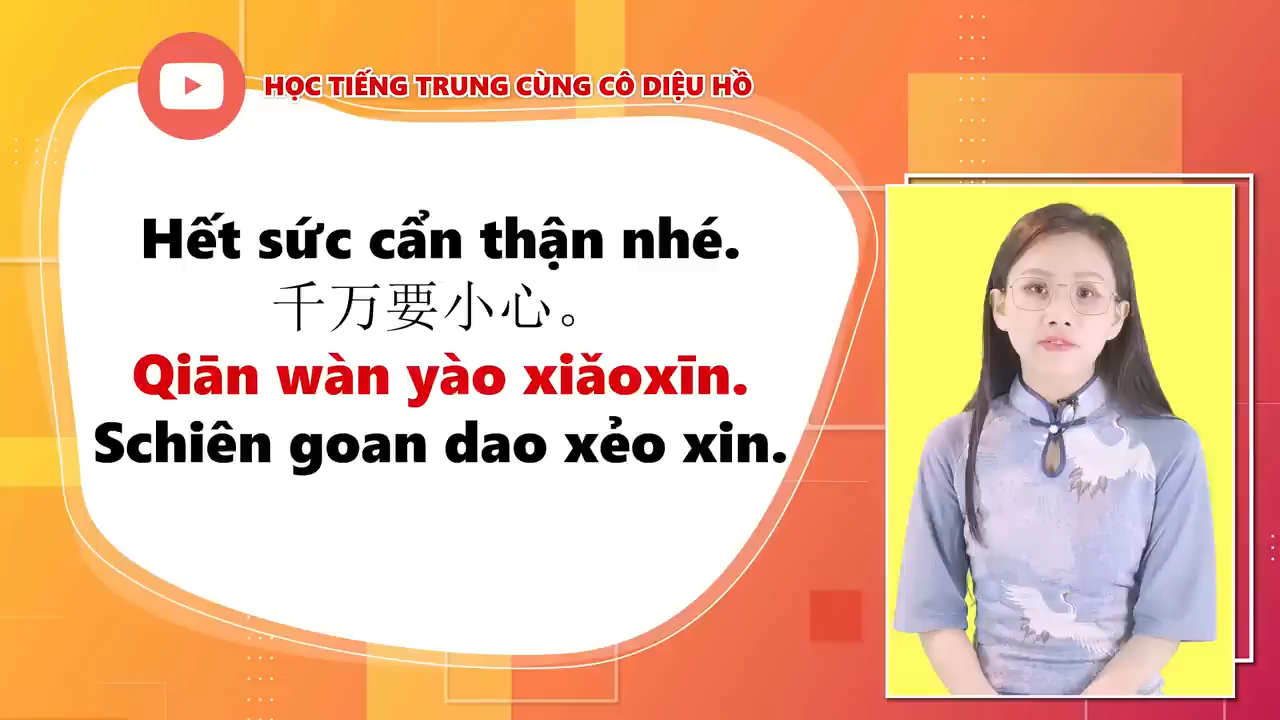 HỌC TIẾNG TRUNG CÙNG CÔ DIỆU HỒ
Hết sức cẩn thận nhé.
千万要小心。
Qiān wàn yào xiǎoxīn.
Schiên goan dao xẻo xin.